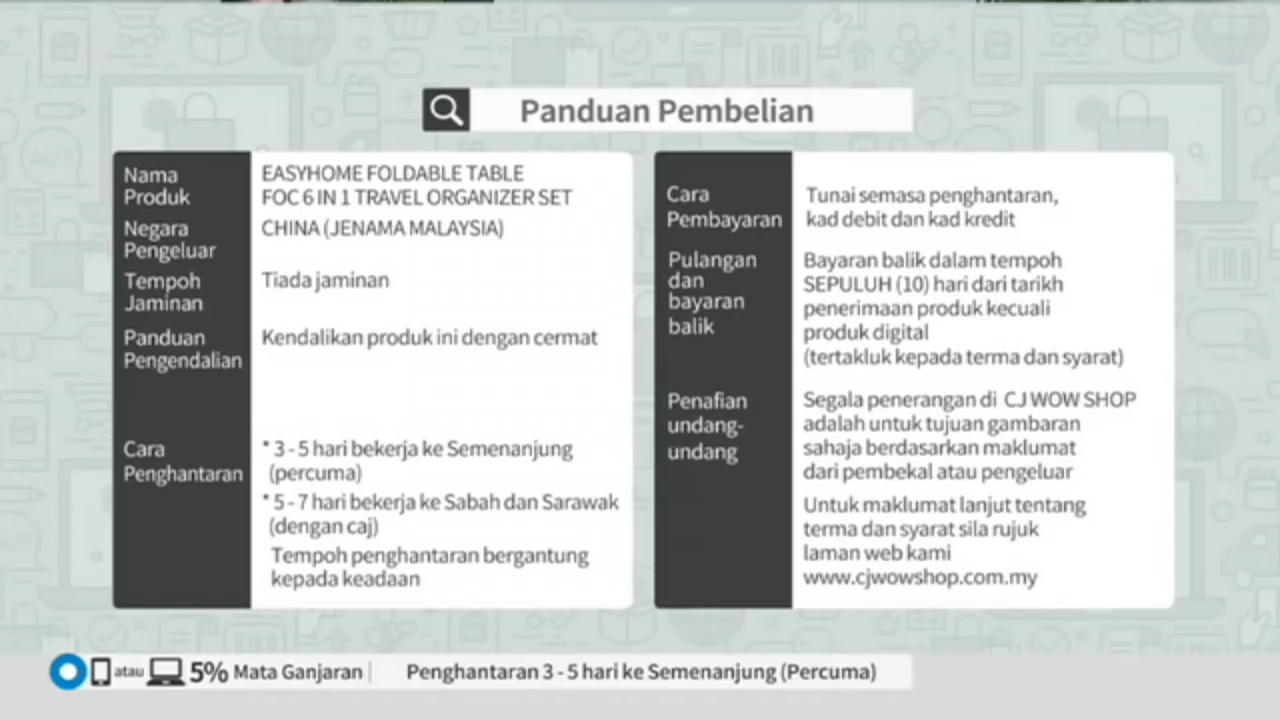 Panduan Pembelian
Nama
Produk
EASYHOME FOLDABLE TABLE
FOC 6 IN 1 TRAVEL ORGANIZER SET
Negara
Pengeluar
CHINA (JENAMA MALAYSIA)
Tempoh
Jaminan
Tiada jaminan
Panduan
Pengendalian
Kendalikan produk ini dengan cermat
Cara
Penghantaran
* 3 - 5 hari bekerja ke Semenanjung
(percuma)
* 5 - 7 hari bekerja ke Sabah dan Sarawak
(dengan caj)
Tempoh penghantaran bergantung
kepada keadaan
Cara
Pembayaran
Tunai semasa penghantaran,
kad debit dan kad kredit
Pulangan
dan
bayaran
balik
Bayaran balik dalam tempoh
SEPULUH (10) hari dari tarikh
penerimaan produk kecuali
produk digital
(tertakluk kepada terma dan syarat)
Penafian
undang-
undang
Segala penerangan di CJ WOW SHOP
adalah untuk tujuan gambaran
sahaja berdasarkan maklumat
dari pembekal atau pengeluar
Untuk maklumat lanjut tentang
terma dan syarat sila rujuk
laman web kami
www.cjwowshop.com.my
atau 5% Mata Ganjaran | Penghantaran 3 - 5 hari ke Semenanjung (Percuma)